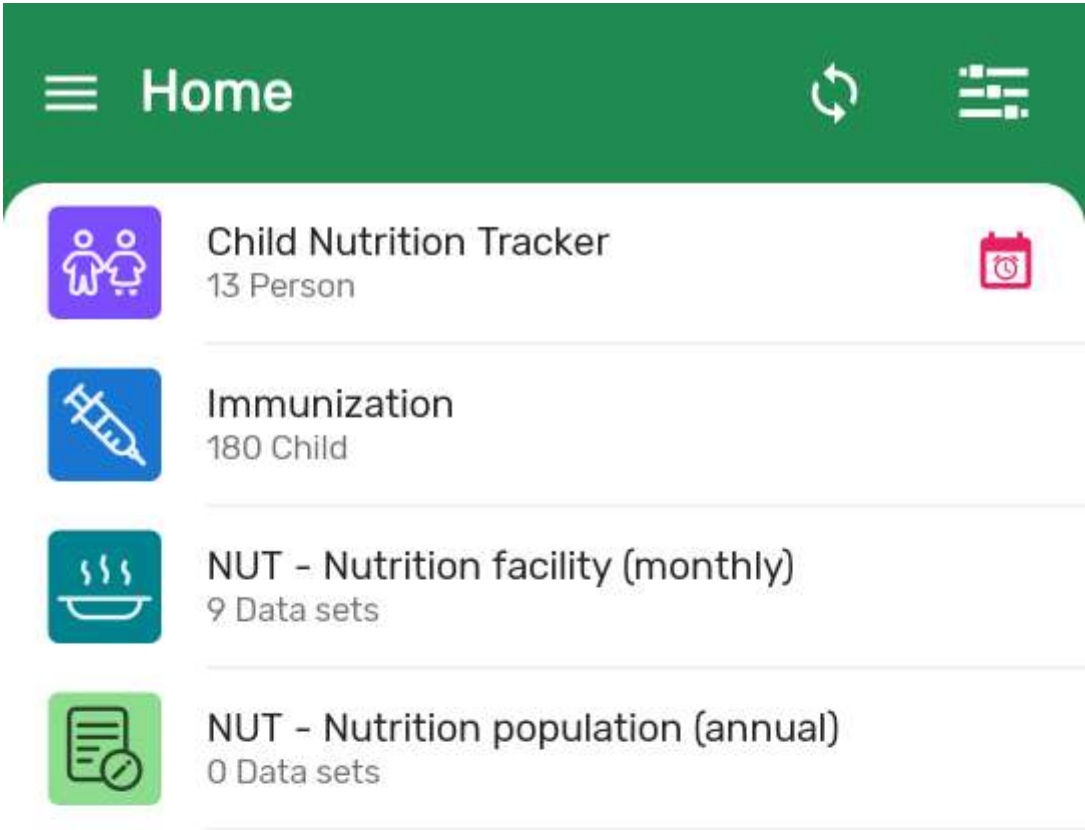 Home
Child Nutrition Tracker
13 Person
Immunization
180 Child
NUT - Nutrition facility (monthly)
9 Data sets
NUT - Nutrition population (annual)
0 Data sets